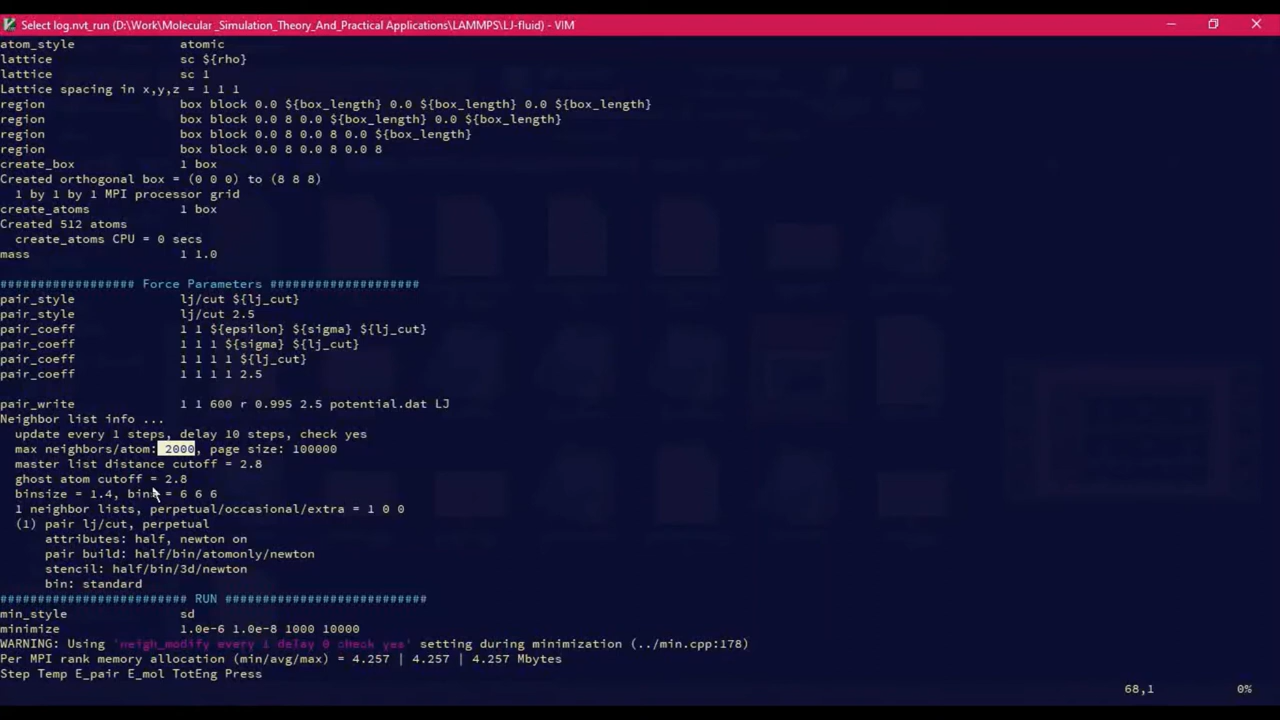 Select log.nvt_run (D:\Work\Molecular _Simulation_Theory_And_Practical Applications\LAMMPS\LJ-fluid) - VIM
atom_style atomic
lattice sc ${rho}
lattice sc 1
Lattice spacing in x,y,z = 1 1 1
region box block 0.0 ${box_length} 0.0 ${box_length} 0.0 ${box_length}
region box block 0.0 8 0.0 ${box_length} 0.0 ${box_length}
region box block 0.0 8 0.0 8 0.0 ${box_length}
region box block 0.0 8 0.0 8 0.0 8
create_box 1 box
Created orthogonal box = (0 0 0) to (8 8 8)
1 by 1 by 1 MPI processor grid
create_atoms 1 box
Created 512 atoms
create_atoms CPU = 0 secs
mass 1 1.0
################## Force Parameters ####################
pair_style lj/cut ${lj_cut}
pair_style lj/cut 2.5
pair_coeff 1 1 ${epsilon} ${sigma} ${lj_cut}
pair_coeff 1 1 1 ${sigma} ${lj_cut}
pair_coeff 1 1 1 1 ${lj_cut}
pair_coeff 1 1 1 1 2.5
pair_write 1 1 600 r 0.995 2.5 potential.dat LJ
Neighbor list info ...
update every 1 steps, delay 10 steps, check yes
max neighbors/atom: 2000, page size: 100000
master list distance cutoff = 2.8
ghost atom cutoff = 2.8
binsize = 1.4, bins = 6 6 6
1 neighbor lists, perpetual/occasional/extra = 1 0 0
(1) pair lj/cut, perpetual
attributes: half, newton on
pair build: half/bin/atomonly/newton
stencil: half/bin/3d/newton
bin: standard
######################### RUN ###########################
min_style sd
minimize 1.0e-6 1.0e-8 1000 10000
WARNING: Using 'neigh_modify every 1 delay 0 check yes' setting during minimization (../min.cpp:178)
Per MPI rank memory allocation (min/avg/max) = 4.257 | 4.257 | 4.257 Mbytes
Step Temp E_pair E_mol TotEng Press
68,1 0%